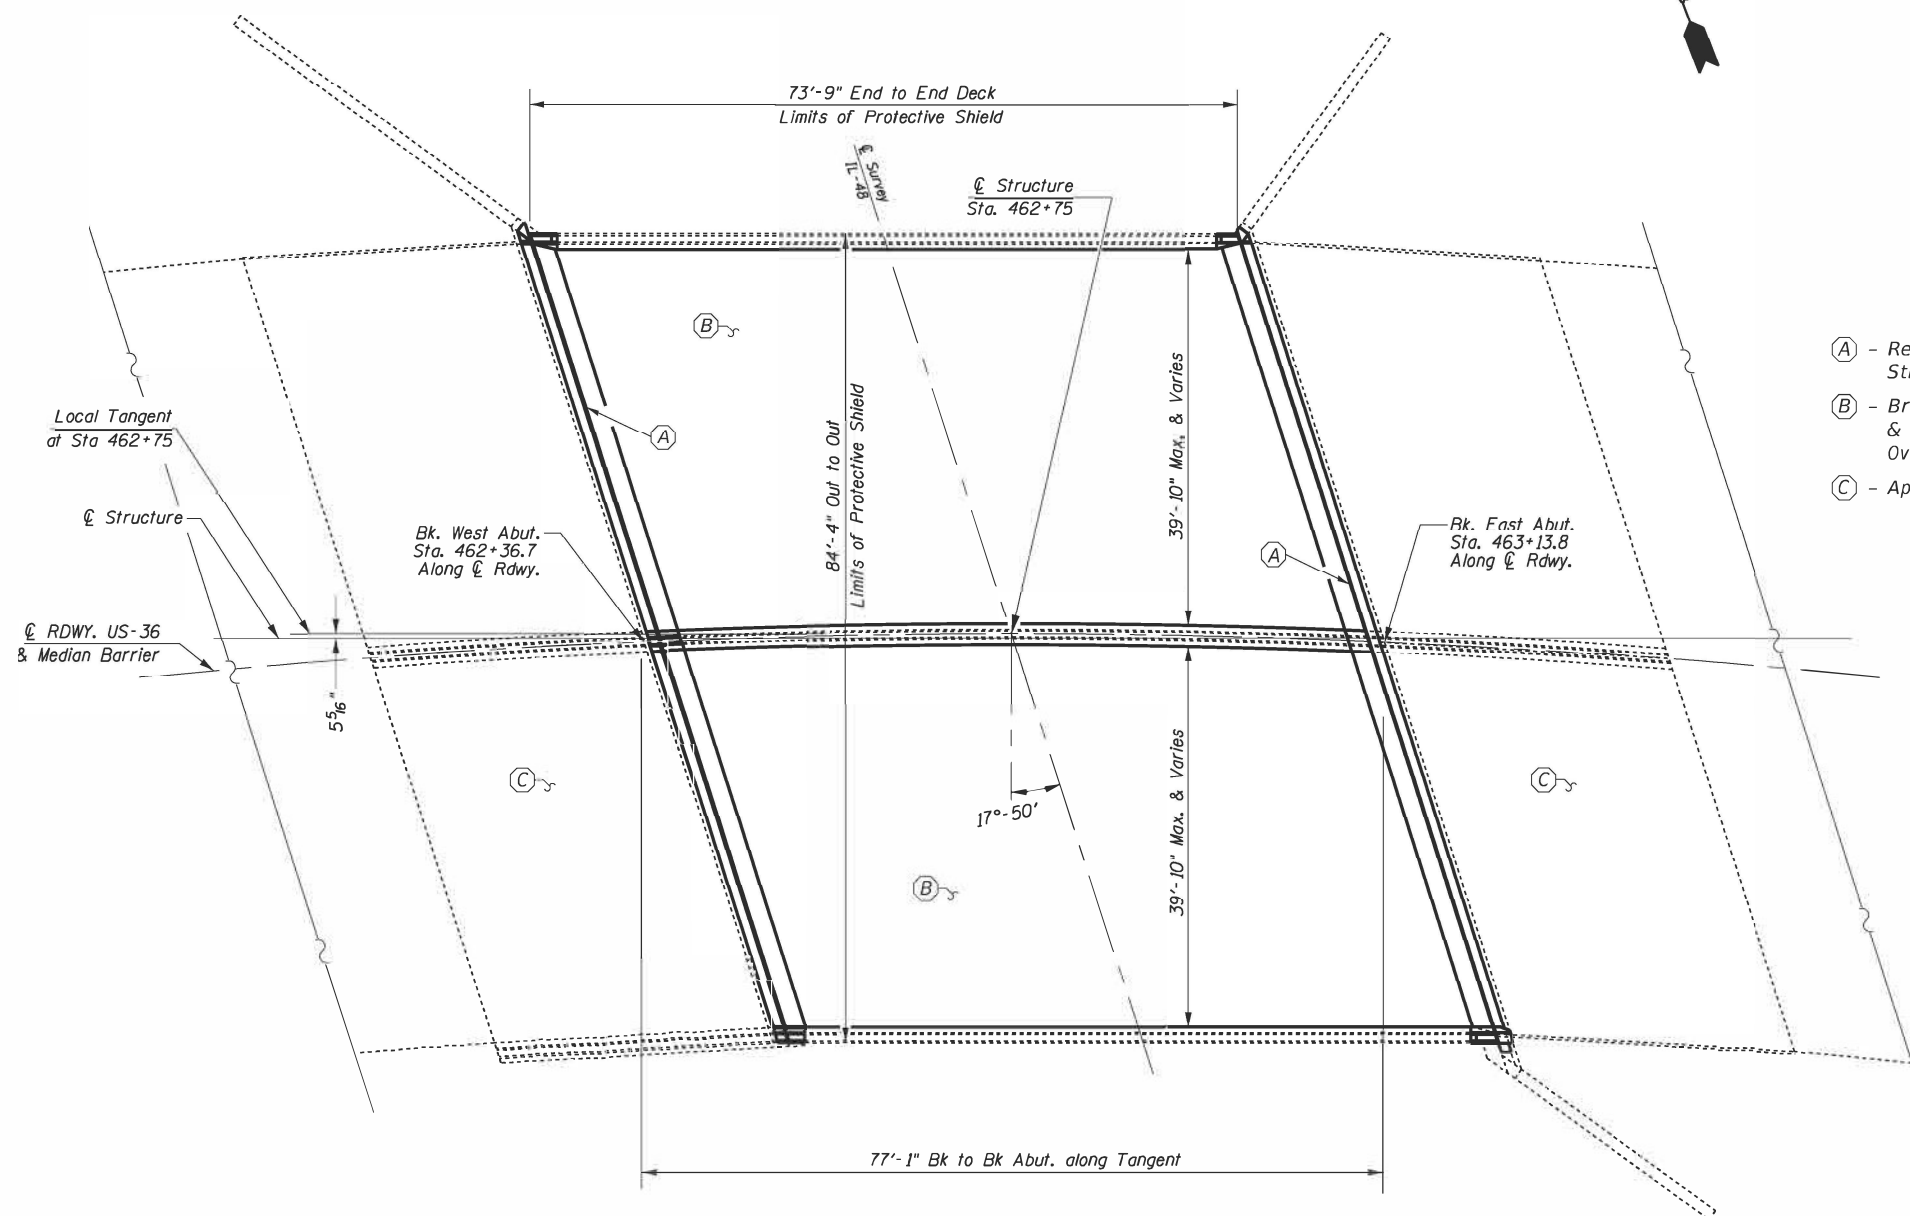 73'-9" End to End Deck
Limits of Protective Shield
℄ Survey
IL-48
℄ Structure
Sta. 462+75
B
A
Local Tangent
at Sta 462+75
℄ Structure
℄ RDWY. US-36
& Median Barrier
5 5/16"
Bk. West Abut.
Sta. 462+36.7
Along ℄ Rdwy.
84'-4" Out to Out
Limits of Protective Shield
39'-10" Max. & Varies
A
Bk. East Abut.
Sta. 463+13.8
Along ℄ Rdwy.
A - Re
B - Br
&
Ov
C - Ap
C
17°-50'
39'-10" Max. & Varies
C
B
77'-1" Bk to Bk Abut. along Tangent